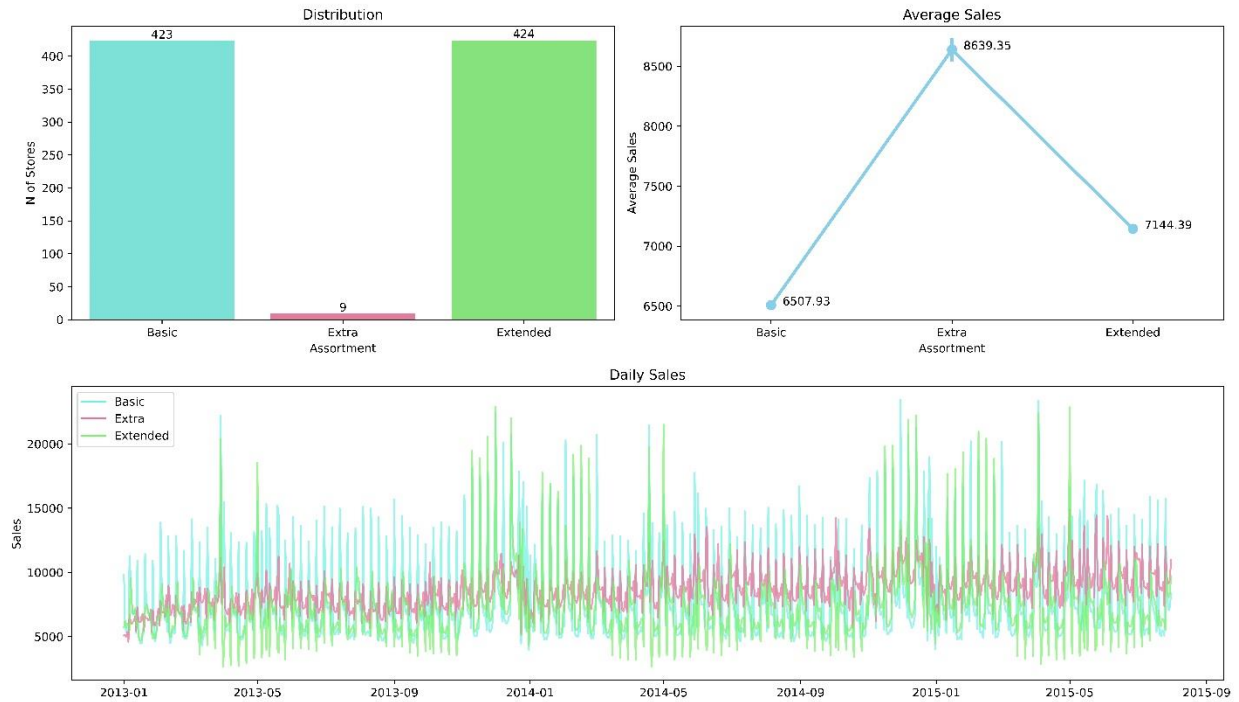 Distribution
423
9
424
400
350
300
250
200
150
100
50
0
N of Stores
Basic
Extra
Extended
Assortment
Average Sales
8639.35
7144.39
6507.93
8500
8000
7500
7000
6500
Average Sales
Basic
Extra
Extended
Assortment
Daily Sales
Basic
Extra
Extended
20000
15000
10000
5000
Sales
2013-01
2013-05
2013-09
2014-01
2014-05
2014-09
2015-01
2015-05
2015-09